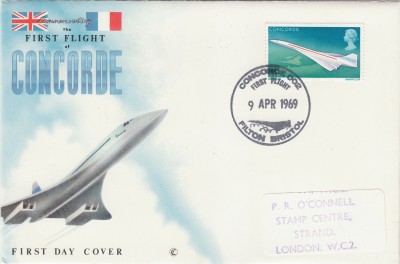 Commemorating
the
FIRST FLIGHT
of
CONCORDE
FIRST DAY COVER
CONCORDE
CONCORDE 002
FIRST FLIGHT
9 APR 1969
FILTON BRISTOL
P. R. O'CONNELL
STAMP CENTRE,
STRAND,
LONDON. W.C.2.